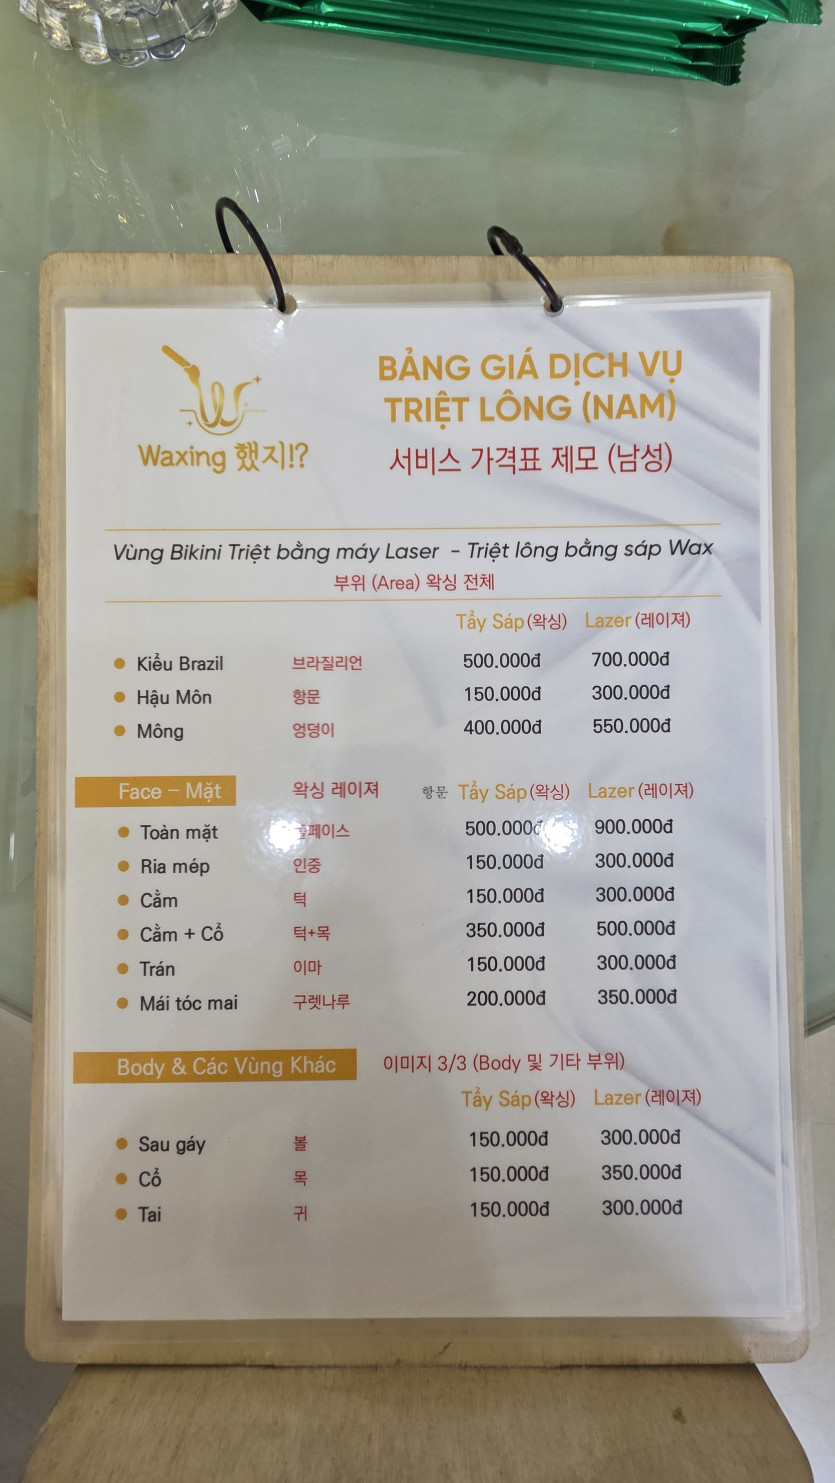 Waxing 했지!?
BẢNG GIÁ DỊCH VỤ
TRIỆT LÔNG (NAM)
서비스 가격표 제모 (남성)
Vùng Bikini Triệt bằng máy Laser - Triệt lông bằng sáp Wax
부위 (Area) 왁싱 전체
Tẩy Sáp (왁싱) Lazer (레이져)
Kiểu Brazil 브라질리언 500.000đ 700.000đ
Hậu Môn 항문 150.000đ 300.000đ
Mông 엉덩이 400.000đ 550.000đ
Face - Mặt 왁싱 레이져 항문 Tẩy Sáp (왁싱) Lazer (레이져)
Toàn mặt 500.000đ 900.000đ
Ria mép 인중 150.000đ 300.000đ
Cằm 턱 150.000đ 300.000đ
Cằm + Cổ 턱+목 350.000đ 500.000đ
Trán 이마 150.000đ 300.000đ
Mái tóc mai 구렛나루 200.000đ 350.000đ
Body & Các Vùng Khác 이미지 3/3 (Body 및 기타 부위)
Tẩy Sáp (왁싱) Lazer (레이져)
Sau gáy 볼 150.000đ 300.000đ
Cổ 목 150.000đ 350.000đ
Tai 귀 150.000đ 300.000đ